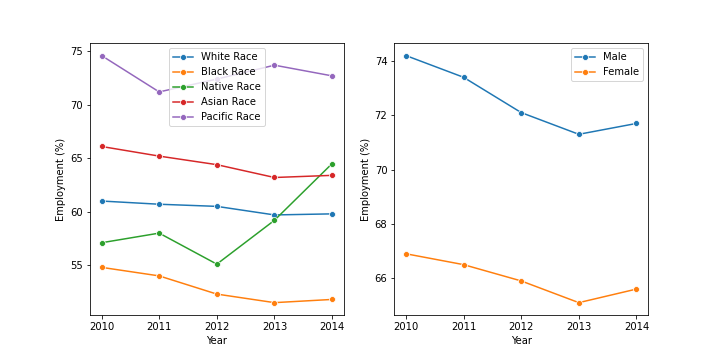 75
70
65
60
55
Employment (%)
White Race
Black Race
Native Race
Asian Race
Pacific Race
2010 2011 2012 2013 2014
Year
74
72
70
68
66
Employment (%)
Male
Female
2010 2011 2012 2013 2014
Year